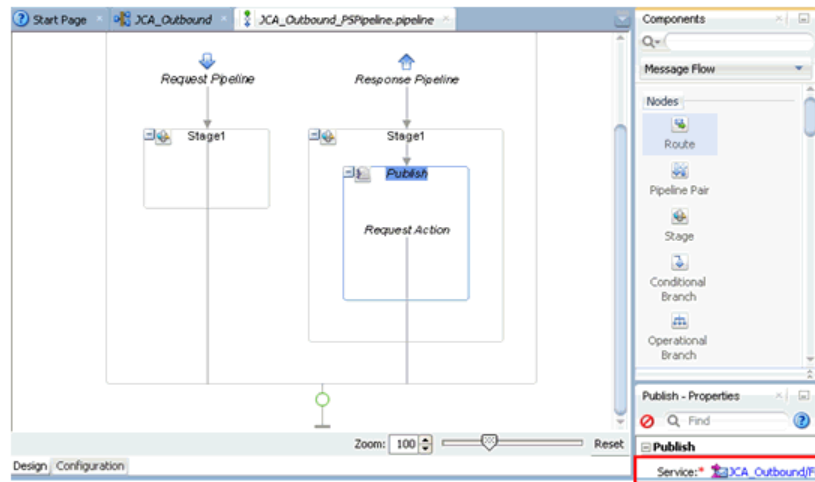 Start Page
JCA_Outbound
JCA_Outbound_PSPipeline.pipeline
Request Pipeline
Response Pipeline
Stage1
Stage1
Publish
Request Action
Zoom: 100
Reset
Design Configuration
Components
Message Flow
Nodes
Route
Pipeline Pair
Stage
Conditional
Branch
Operational
Branch
Publish - Properties
Find
Publish
Service:* JCA_Outbound/F